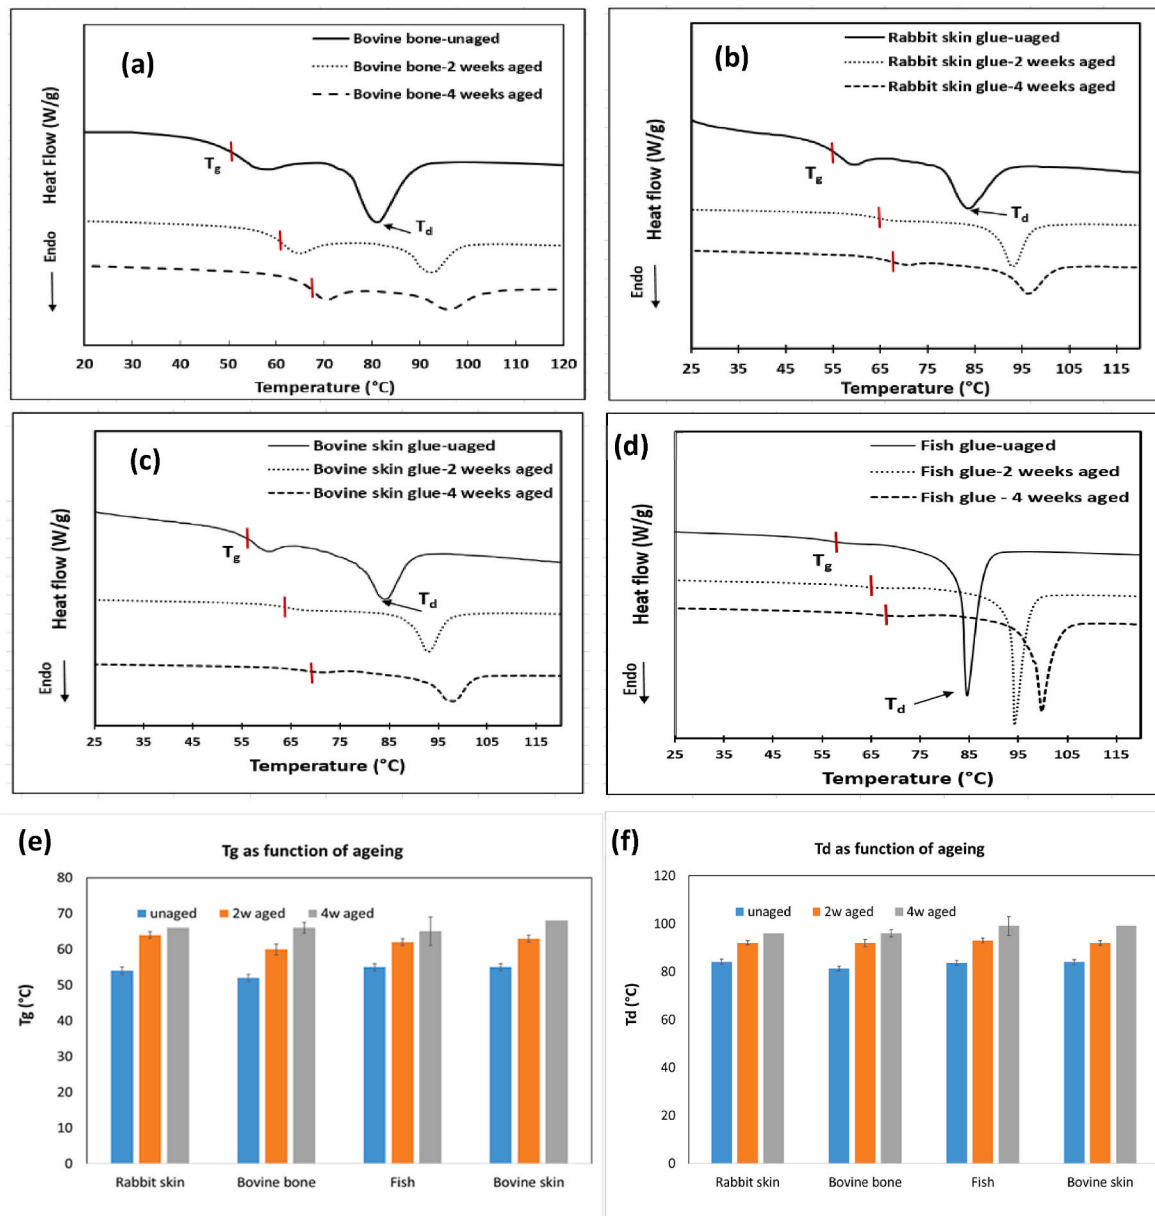 (a)
Bovine bone-unaged
Bovine bone-2 weeks aged
Bovine bone-4 weeks aged
Heat Flow (W/g)
Endo
Tg
Td
20 30 40 50 60 70 80 90 100 110 120
Temperature (°C)
(b)
Rabbit skin glue-uaged
Rabbit skin glue-2 weeks aged
Rabbit skin glue-4 weeks aged
Heat flow (W/g)
Endo
Tg
Td
25 35 45 55 65 75 85 95 105 115
Temperature (°C)
(c)
Bovine skin glue-uaged
Bovine skin glue-2 weeks aged
Bovine skin glue-4 weeks aged
Heat flow (W/g)
Endo
Tg
Td
25 35 45 55 65 75 85 95 105 115
Temperature (°C)
(d)
Fish glue-uaged
Fish glue-2 weeks aged
Fish glue - 4 weeks aged
Heat flow (W/g)
Endo
Tg
Td
25 35 45 55 65 75 85 95 105 115
Temperature (°C)
(e)
Tg as function of ageing
unaged 2w aged 4w aged
Tg (°C)
80
70
60
50
40
30
20
10
0
Rabbit skin Bovine bone Fish Bovine skin
(f)
Td as function of ageing
unaged 2w aged 4w aged
Td (°C)
120
100
80
60
40
20
0
Rabbit skin Bovine bone Fish Bovine skin